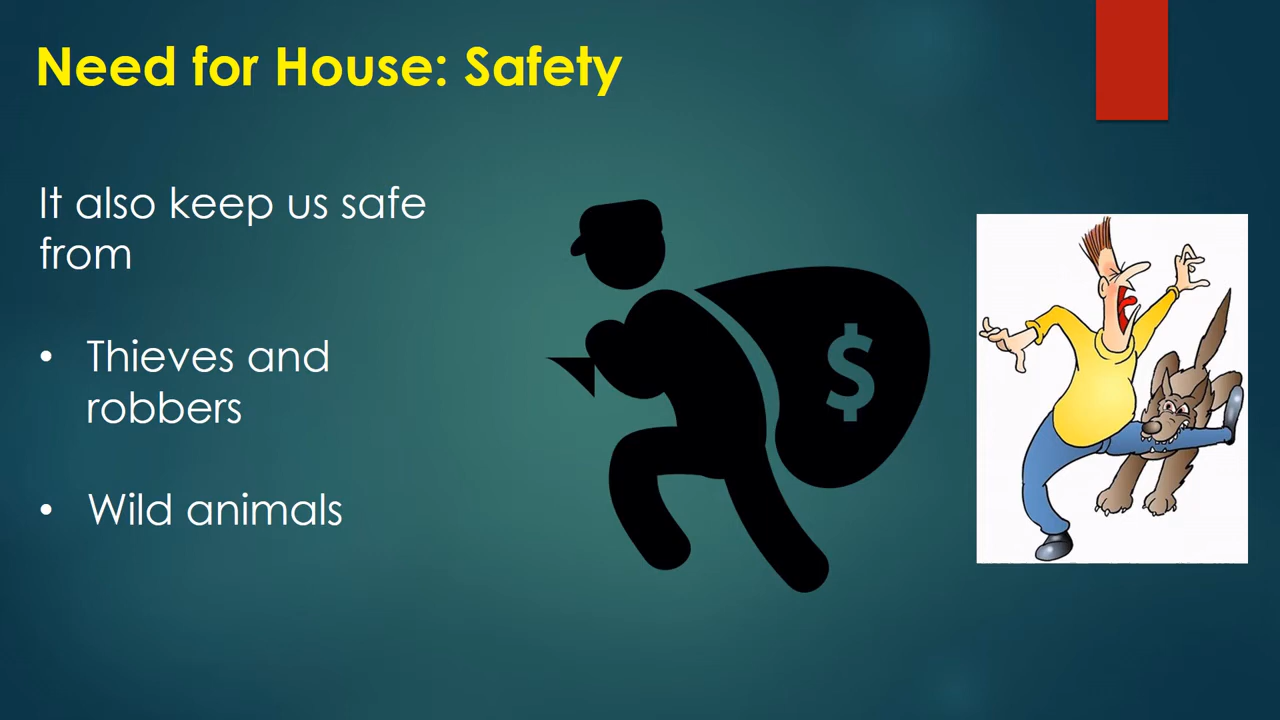 Need for House: Safety
It also keep us safe
from
• Thieves and
robbers
• Wild animals
$